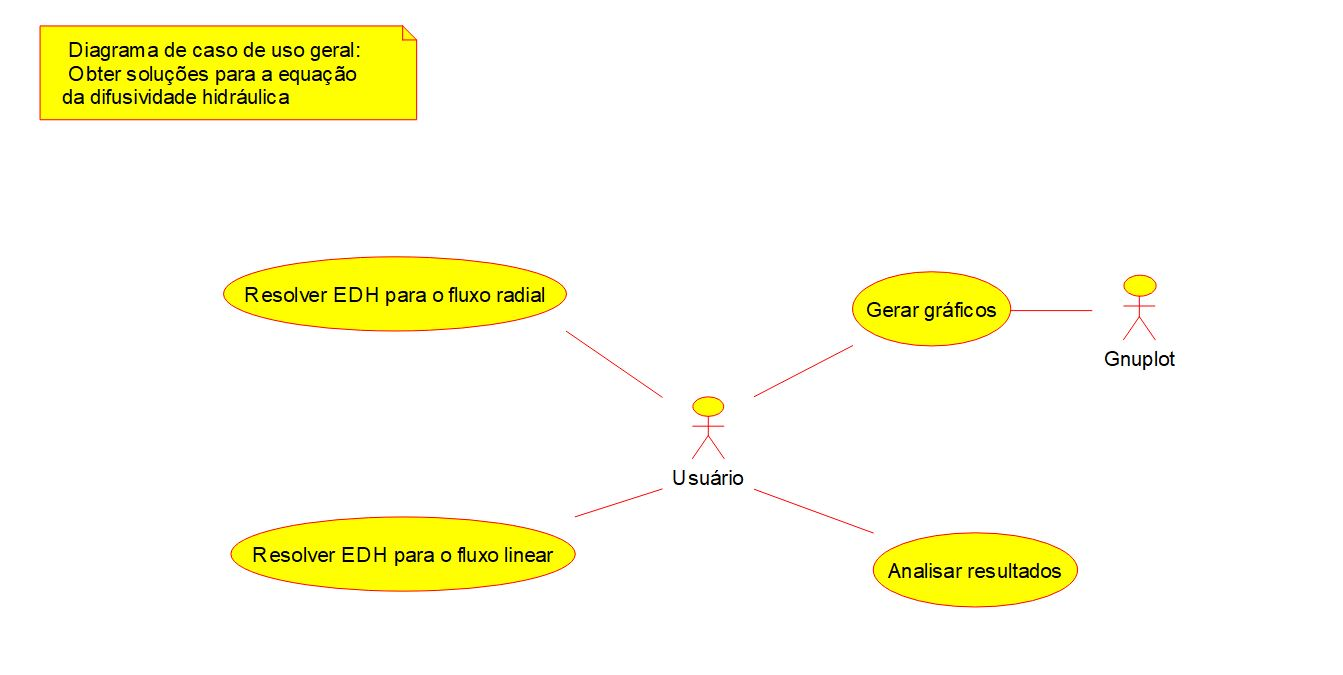 Diagrama de caso de uso geral:
Obter soluções para a equação
da difusividade hidráulica
Resolver EDH para o fluxo radial
Gerar gráficos
Gnuplot
Usuário
Resolver EDH para o fluxo linear
Analisar resultados